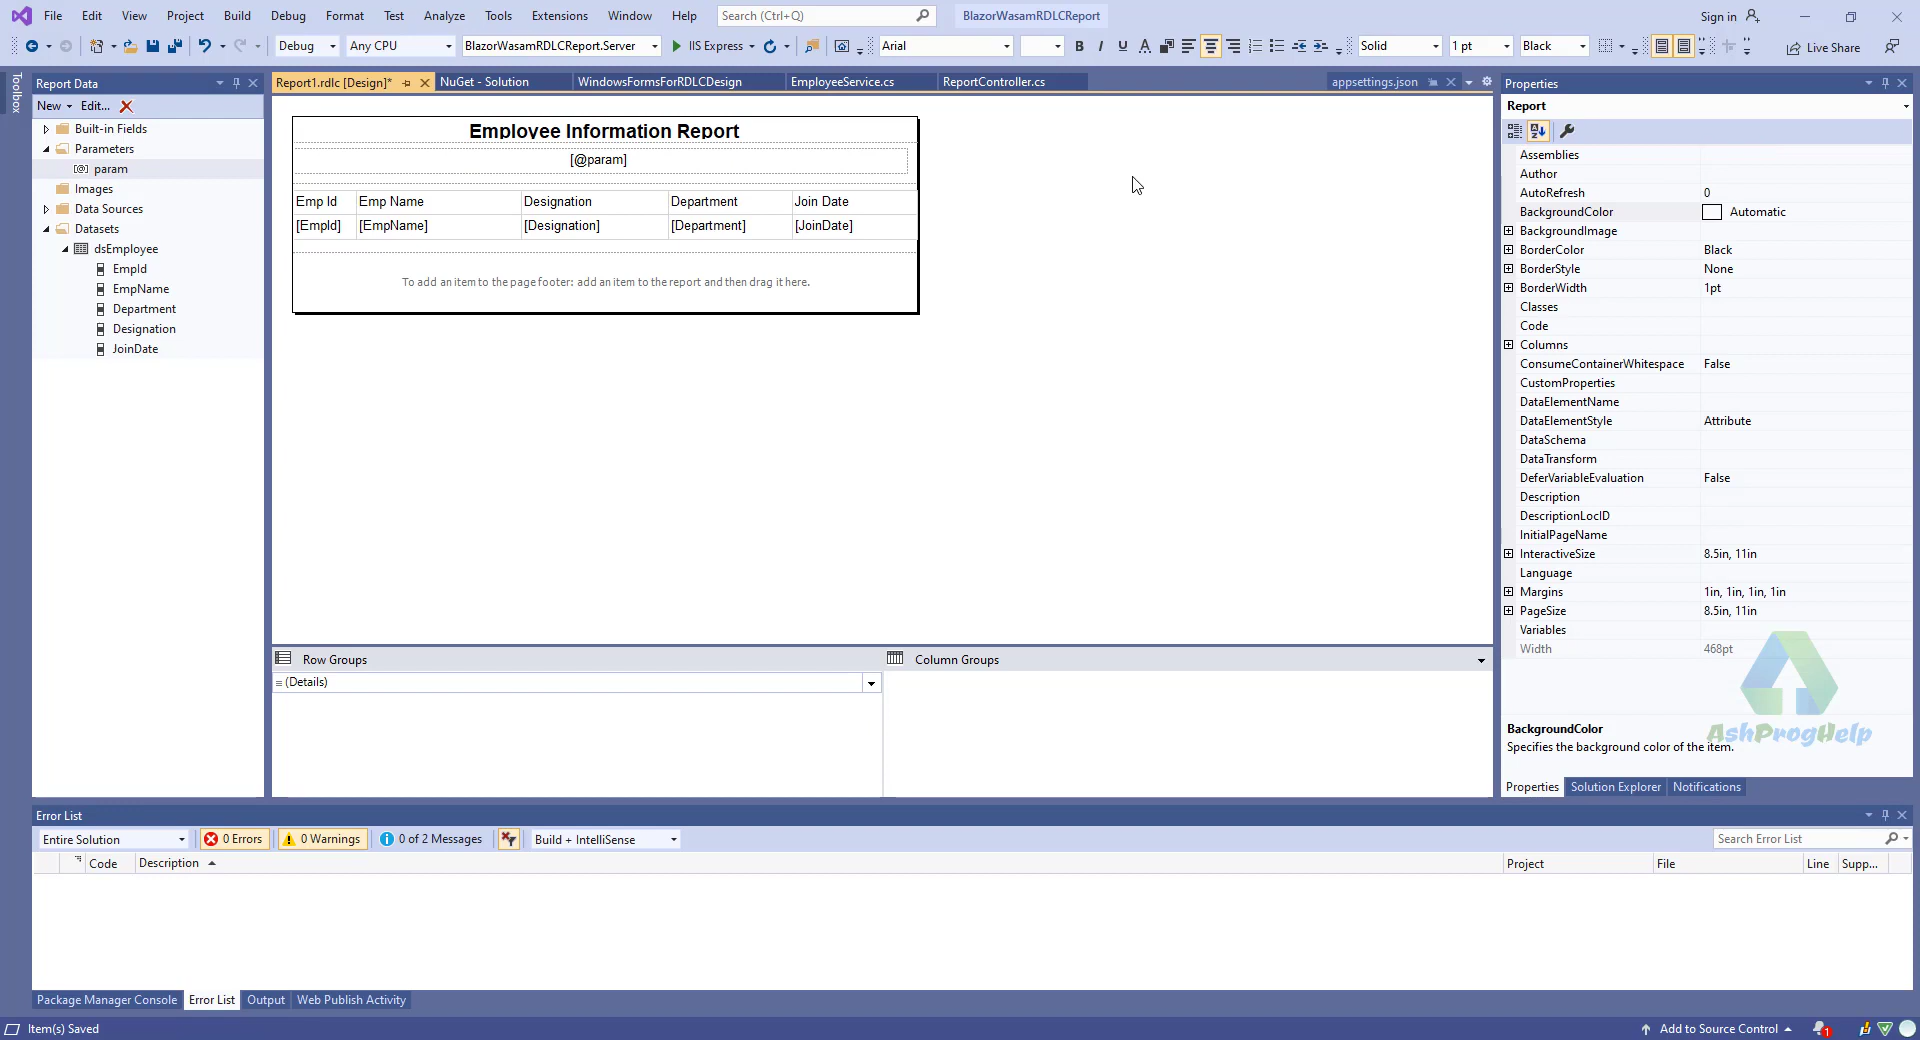 File Edit View Project Build Debug Format Test Analyze Tools Extensions Window Help Search (Ctrl+Q) BlazorWasamRDLCReport Sign in
Debug Any CPU BlazorWasamRDLCReport.Server IIS Express Arial Solid 1 pt Black Live Share
Toolbox
Report Data
New Edit...
Built-in Fields
Parameters
[@] param
Images
Data Sources
Datasets
dsEmployee
EmpId
EmpName
Department
Designation
JoinDate
Report1.rdlc [Design]* NuGet - Solution WindowsFormsForRDLCDesign EmployeeService.cs ReportController.cs appsettings.json
Employee Information Report
[@param]
Emp Id Emp Name Designation Department Join Date
[EmpId] [EmpName] [Designation] [Department] [JoinDate]
To add an item to the page footer: add an item to the report and then drag it here.
Row Groups Column Groups
(Details)
Properties
Report
Assemblies
Author
AutoRefresh 0
BackgroundColor Automatic
BackgroundImage
BorderColor Black
BorderStyle None
BorderWidth 1pt
Classes
Code
Columns
ConsumeContainerWhitespace False
CustomProperties
DataElementName
DataElementStyle Attribute
DataSchema
DataTransform
DeferVariableEvaluation False
Description
DescriptionLocID
InitialPageName
InteractiveSize 8.5in, 11in
Language
Margins 1in, 1in, 1in, 1in
PageSize 8.5in, 11in
Variables
Width 468pt
AshProgHelp
BackgroundColor
Specifies the background color of the item.
Properties Solution Explorer Notifications
Error List
Entire Solution 0 Errors 0 Warnings 0 of 2 Messages Build + IntelliSense Search Error List
Code Description Project File Line Supp...
Package Manager Console Error List Output Web Publish Activity
Item(s) Saved Add to Source Control 1